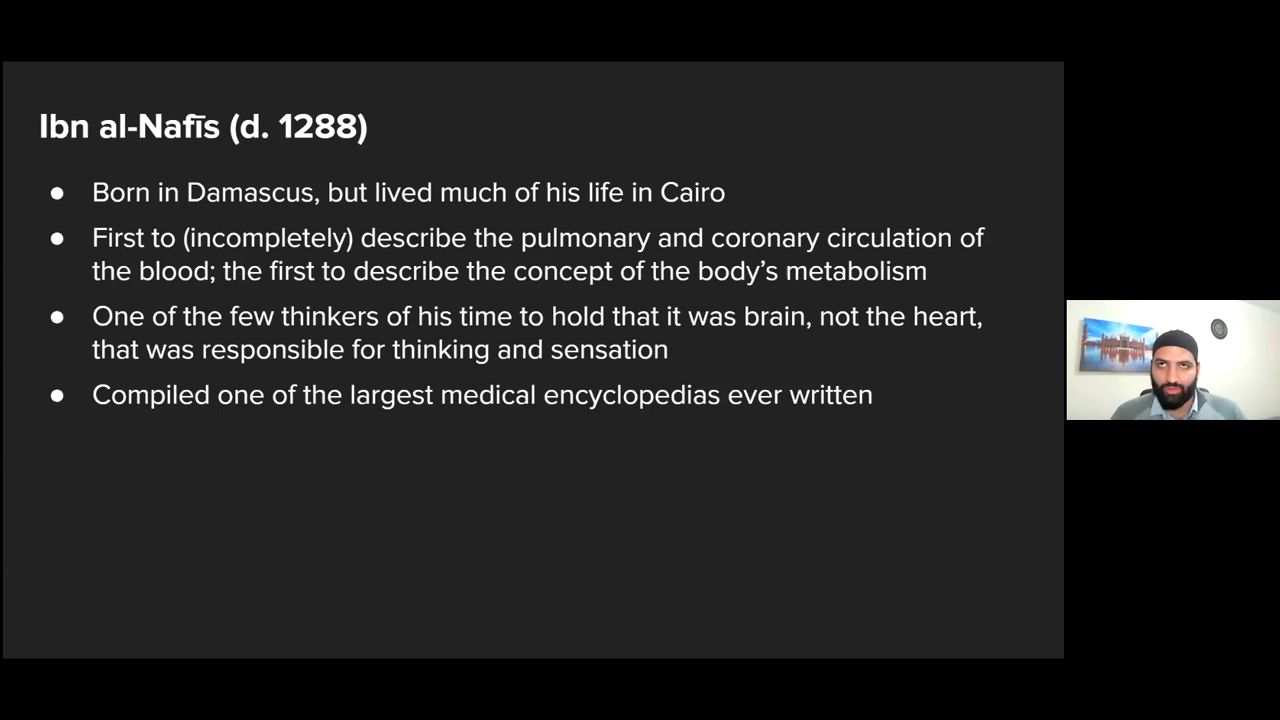 Ibn al-Nafīs (d. 1288)
● Born in Damascus, but lived much of his life in Cairo
● First to (incompletely) describe the pulmonary and coronary circulation of
the blood; the first to describe the concept of the body’s metabolism
● One of the few thinkers of his time to hold that it was brain, not the heart,
that was responsible for thinking and sensation
● Compiled one of the largest medical encyclopedias ever written